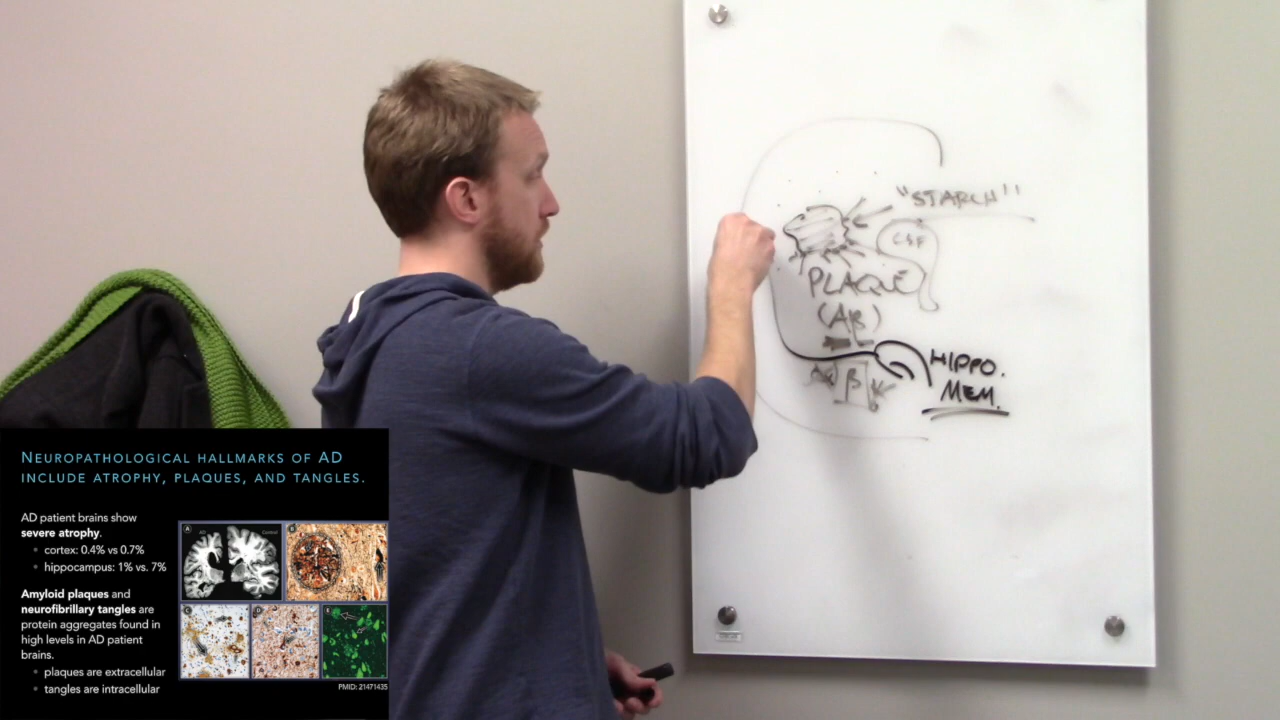 "STARCH"
CSF
PLAQUE
(Aβ)
β
HIPPO.
MEM.
NEUROPATHOLOGICAL HALLMARKS OF AD
INCLUDE ATROPHY, PLAQUES, AND TANGLES.
AD patient brains show
severe atrophy.
• cortex: 0.4% vs 0.7%
• hippocampus: 1% vs. 7%
Amyloid plaques and
neurofibrillary tangles are
protein aggregates found in
high levels in AD patient
brains.
• plaques are extracellular
• tangles are intracellular
A
AD
Control
B
C
D
E
PMID: 21471435